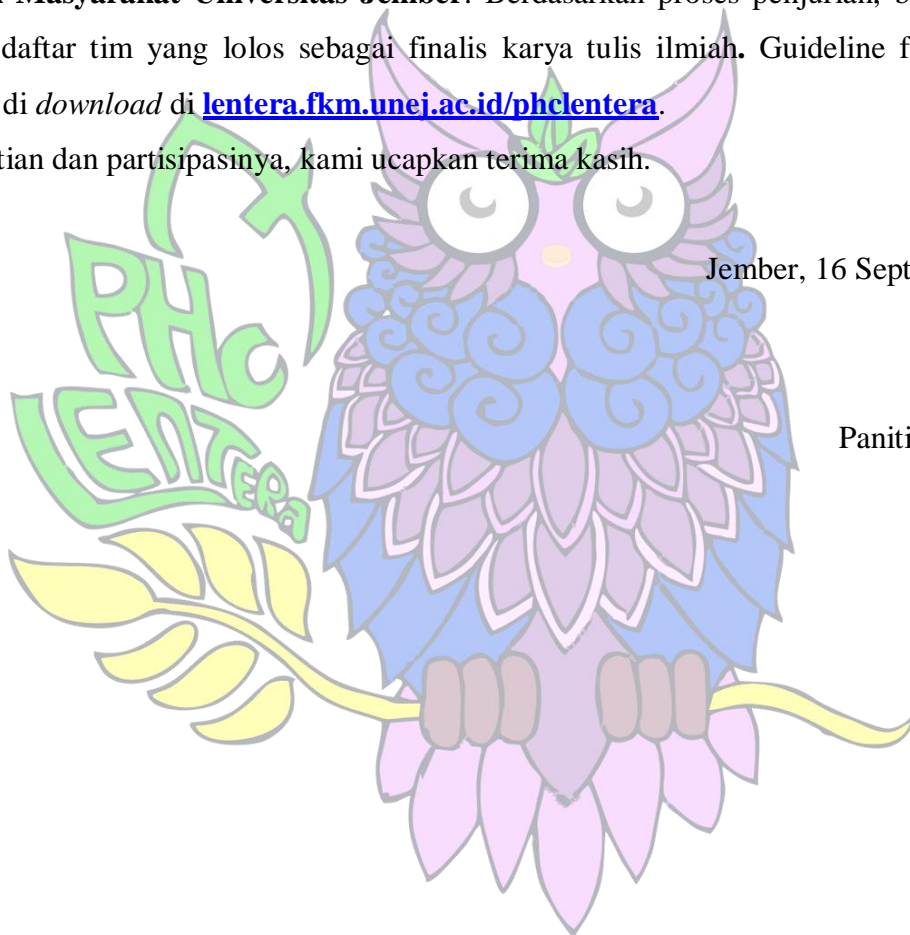 Masyarakat Universitas Jember. Berdasarkan proses penjurian, b
daftar tim yang lolos sebagai finalis karya tulis ilmiah. Guideline f
di download di lentera.fkm.unej.ac.id/phclentera.
tian dan partisipasinya, kami ucapkan terima kasih.
Jember, 16 Sept
Paniti
PHC
LENTERA